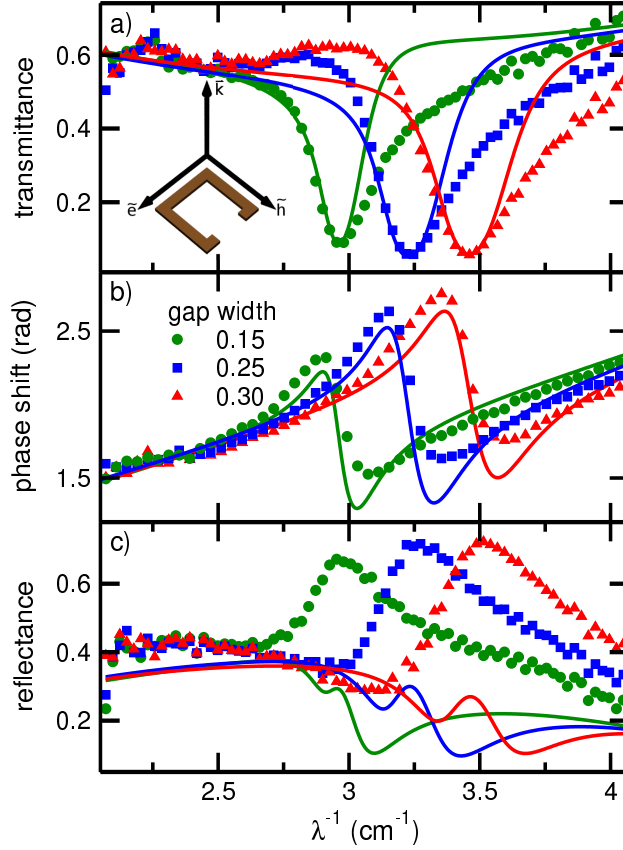 a)
0.6
0.4
0.2
transmittance
k̃
ẽ
h̃
b)
gap width
0.15
0.25
0.30
2.5
1.5
phase shift (rad)
c)
0.6
0.4
0.2
reflectance
2.5 3 3.5 4
λ⁻¹ (cm⁻¹)